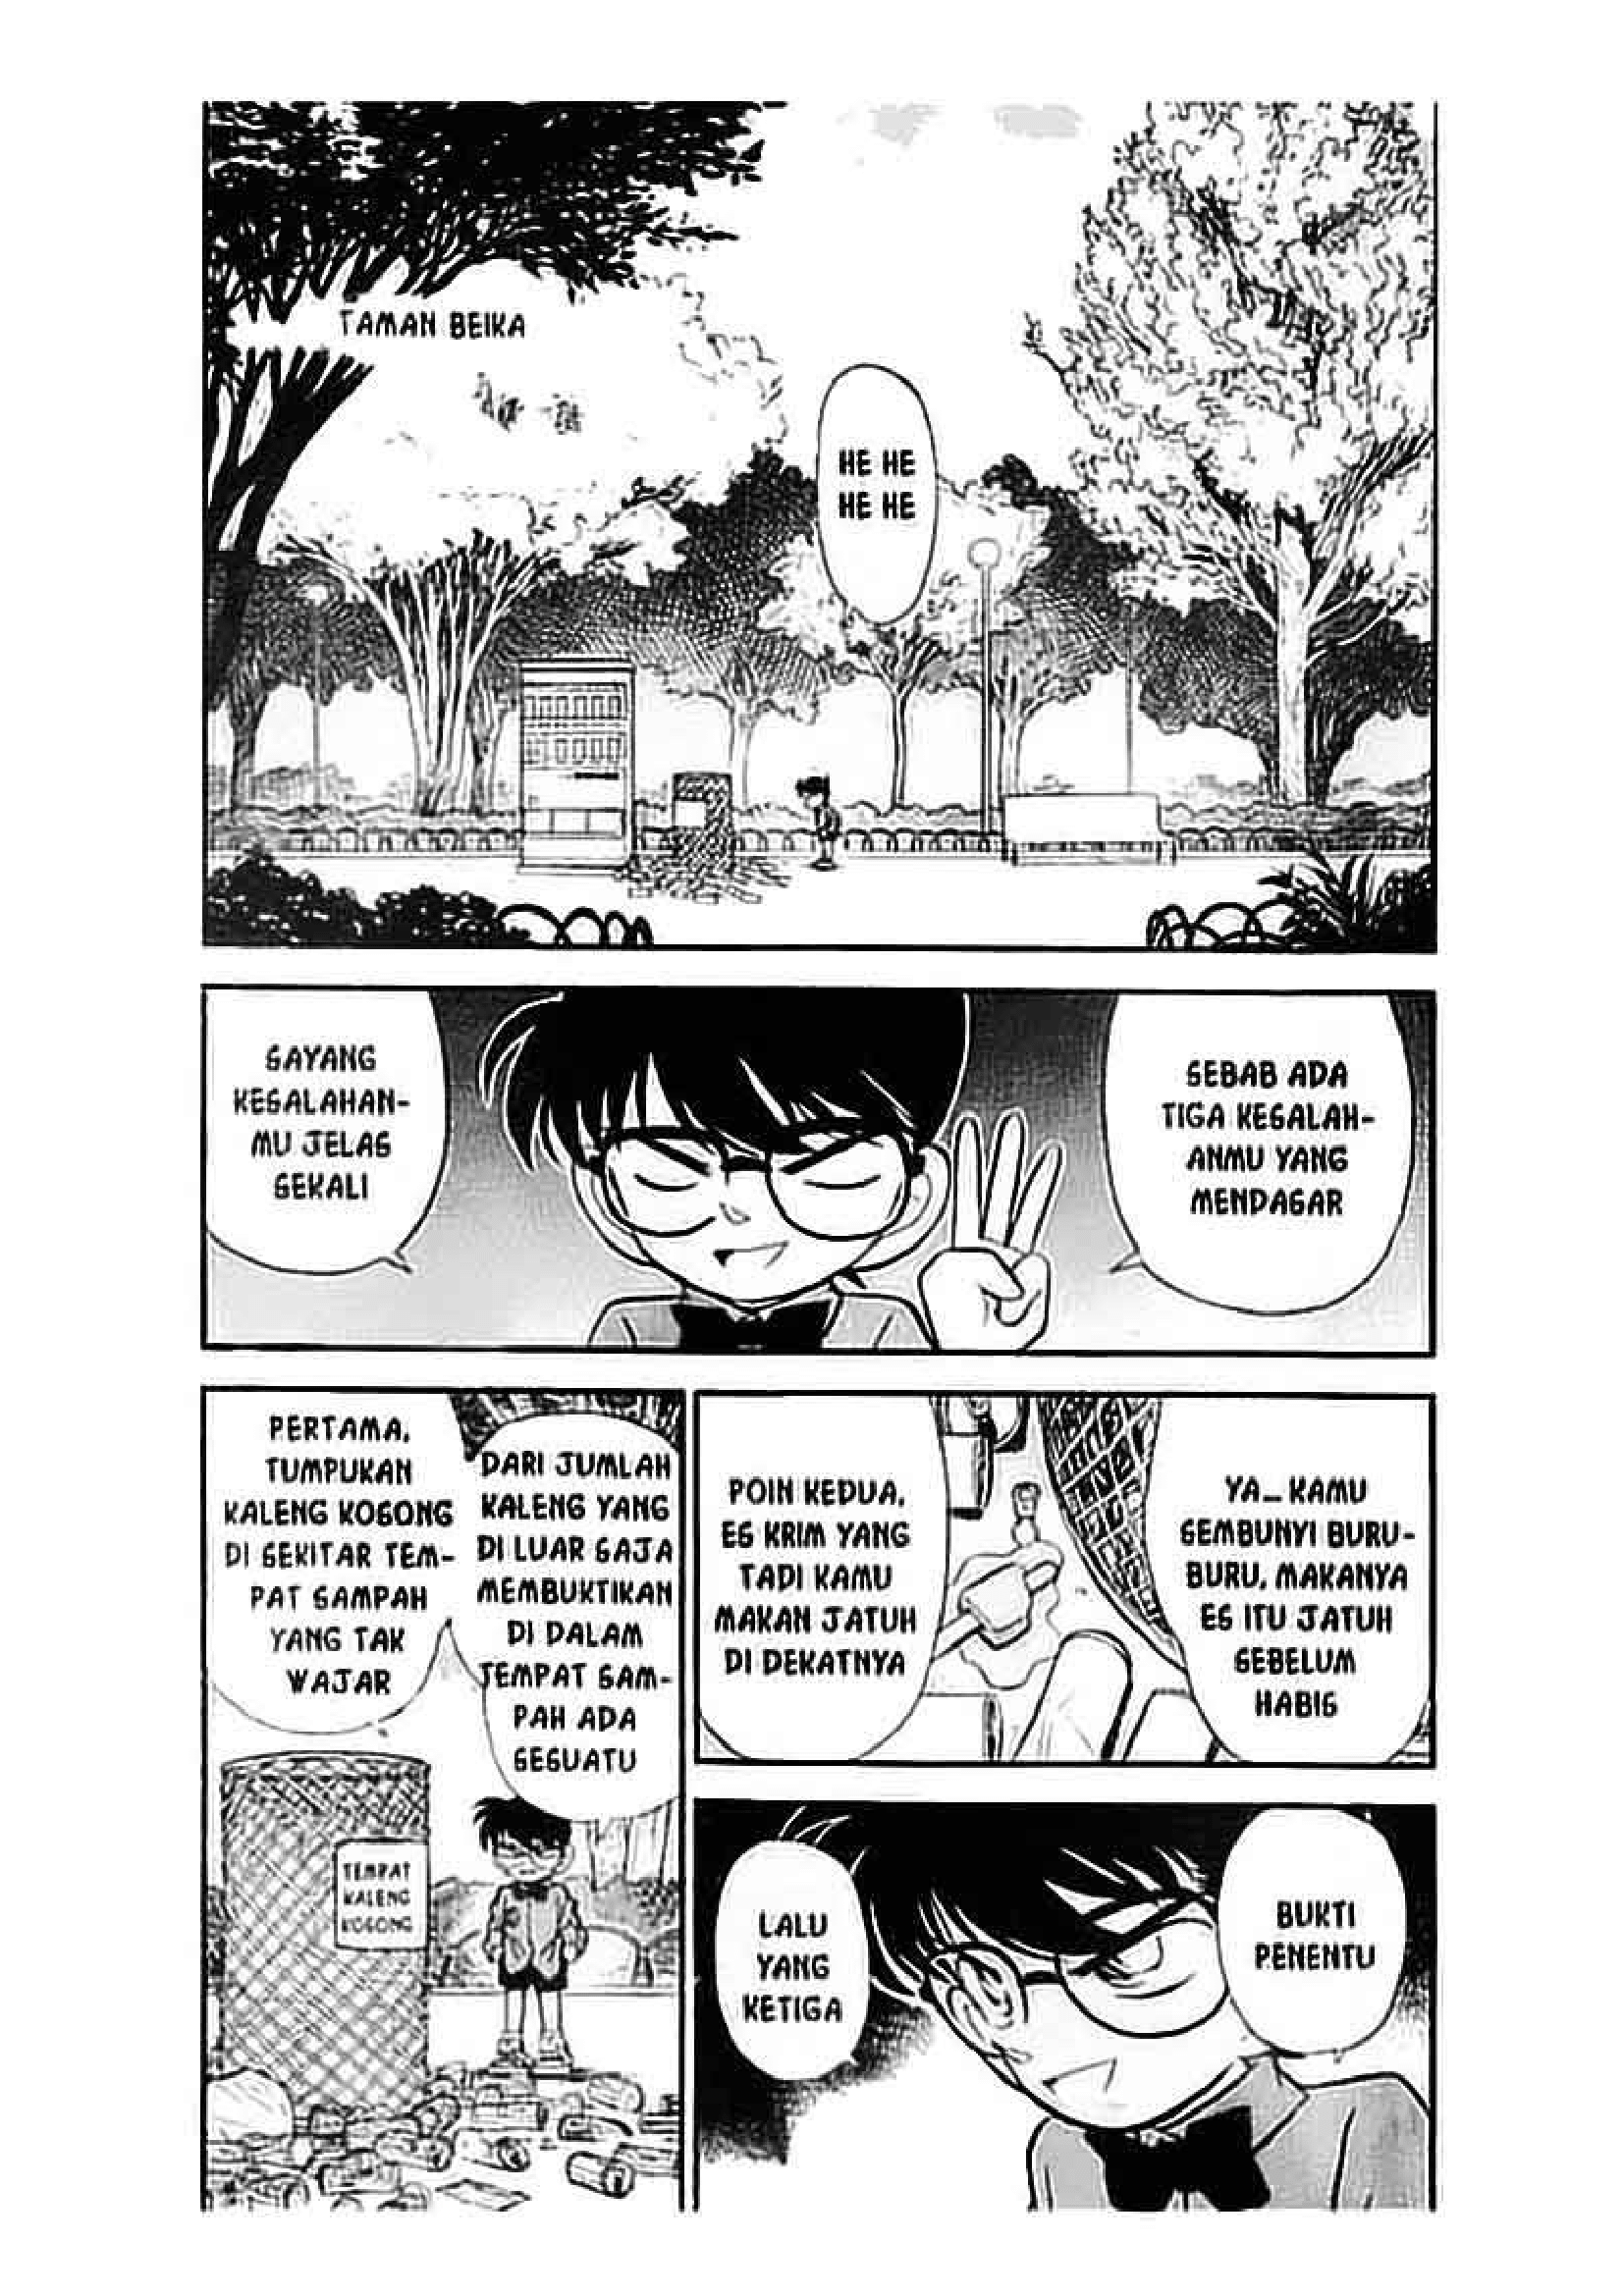 TAMAN BEIKA
HE HE
HE HE
SAYANG
KESALAHAN-
MU JELAS
SEKALI
SEBAB ADA
TIGA KESALAH-
ANMU YANG
MENDASAR
PERTAMA,
TUMPUKAN
KALENG KOSONG
DI SEKITAR TEM-
PAT SAMPAH
YANG TAK
WAJAR
DARI JUMLAH
KALENG YANG
DI LUAR SAJA
MEMBUKTIKAN
DI DALAM
TEMPAT SAM-
PAH ADA
SESUATU
TEMPAT
KALENG
KOSONG
POIN KEDUA,
ES KRIM YANG
TADI KAMU
MAKAN JATUH
DI DEKATNYA
YA... KAMU
SEMBUNYI BURU-
BURU, MAKANYA
ES ITU JATUH
SEBELUM
HABIS
LALU
YANG
KETIGA
BUKTI
PENENTU